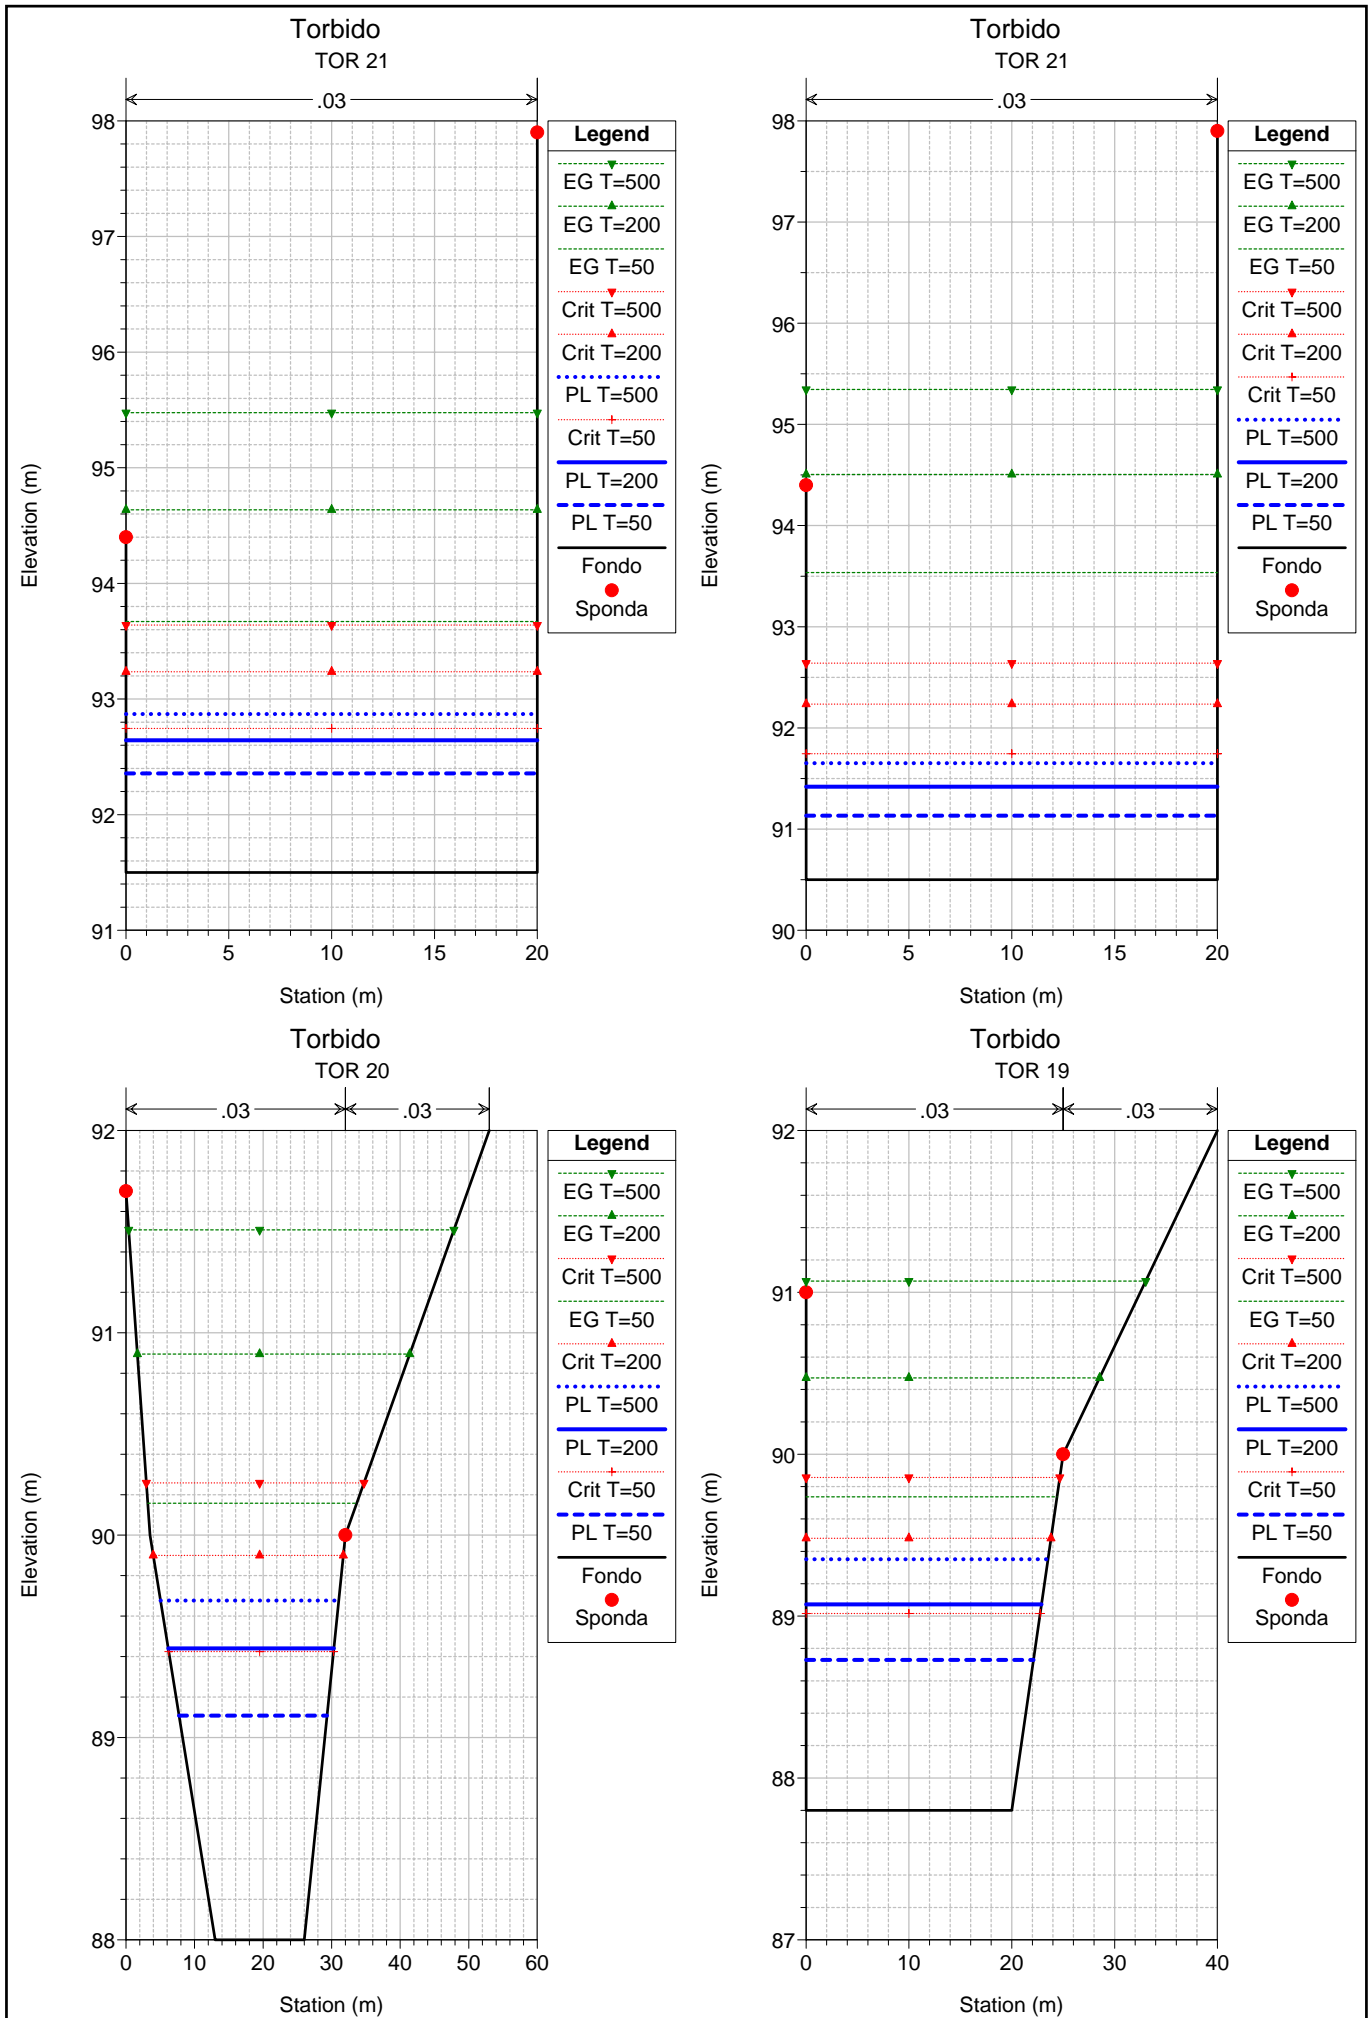 Torbido
TOR 21
.03
98
97
96
95
94
93
92
91
Elevation (m)
0 5 10 15 20
Station (m)
Legend
EG T=500
EG T=200
EG T=50
Crit T=500
Crit T=200
PL T=500
Crit T=50
PL T=200
PL T=50
Fondo
Sponda
Torbido
TOR 21
.03
98
97
96
95
94
93
92
91
90
Elevation (m)
0 5 10 15 20
Station (m)
Legend
EG T=500
EG T=200
EG T=50
Crit T=500
Crit T=200
Crit T=50
PL T=500
PL T=200
PL T=50
Fondo
Sponda
Torbido
TOR 20
.03 .03
92
91
90
89
88
Elevation (m)
0 10 20 30 40 50 60
Station (m)
Legend
EG T=500
EG T=200
Crit T=500
EG T=50
Crit T=200
PL T=500
PL T=200
Crit T=50
PL T=50
Fondo
Sponda
Torbido
TOR 19
.03 .03
92
91
90
89
88
87
Elevation (m)
0 10 20 30 40
Station (m)
Legend
EG T=500
EG T=200
Crit T=500
EG T=50
Crit T=200
PL T=500
PL T=200
Crit T=50
PL T=50
Fondo
Sponda